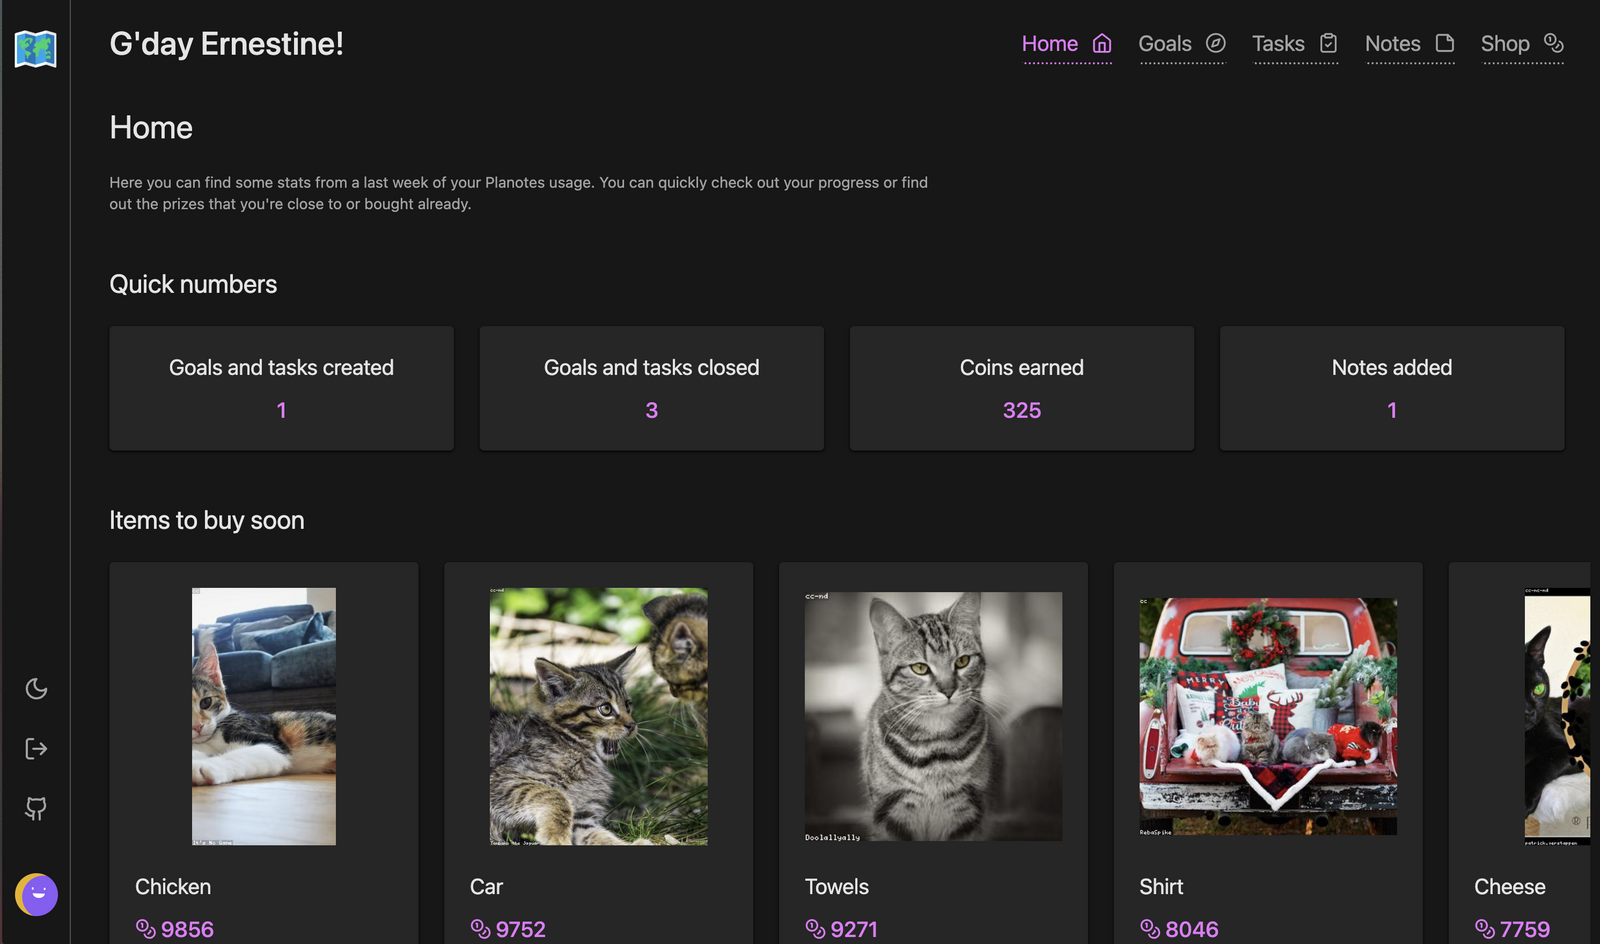 G'day Ernestine!
Home
Goals
Tasks
Notes
Shop
Home
Here you can find some stats from a last week of your Planotes usage. You can quickly check out your progress or find
out the prizes that you're close to or bought already.
Quick numbers
Goals and tasks created
1
Goals and tasks closed
3
Coins earned
325
Notes added
1
Items to buy soon
cc-nd
cc-nd
cc
cc-nc-nd
MERRY
Baby
Doolallyally
RebaSpike
patrick.verstappen
Chicken
Car
Towels
Shirt
Cheese
9856
9752
9271
8046
7759